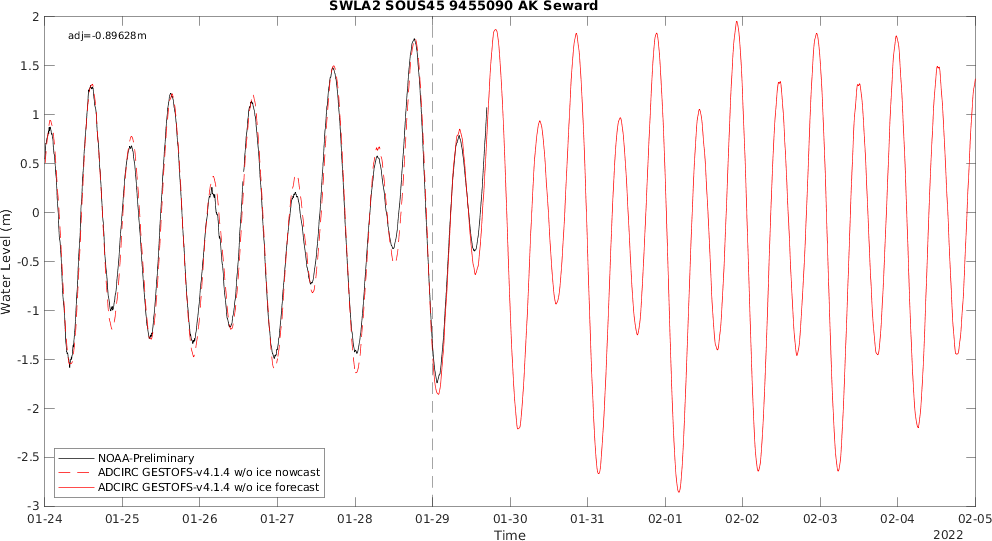 SWLA2 SOUS45 9455090 AK Seward
adj=-0.89628m
2
1.5
1
0.5
0
-0.5
-1
-1.5
-2
-2.5
-3
Water Level (m)
NOAA-Preliminary
ADCIRC GESTOFS-v4.1.4 w/o ice nowcast
ADCIRC GESTOFS-v4.1.4 w/o ice forecast
01-24 01-25 01-26 01-27 01-28 01-29 01-30 01-31 02-01 02-02 02-03 02-04 02-05
Time
2022